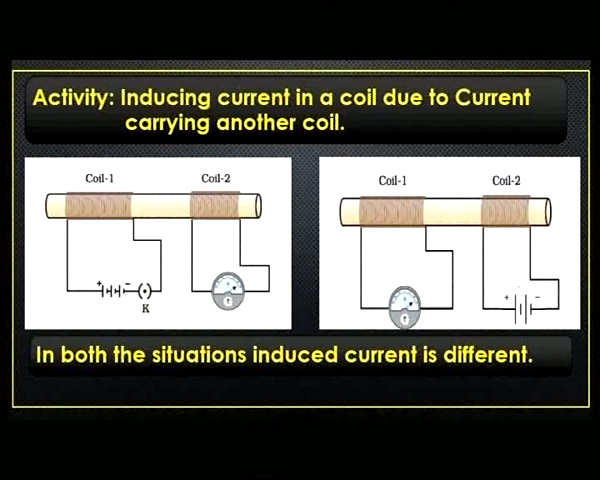 Activity: Inducing current in a coil due to Current
carrying another coil.
Coil-1
Coil-2
+
−
K
Coil-1
Coil-2
+
−
In both the situations induced current is different.